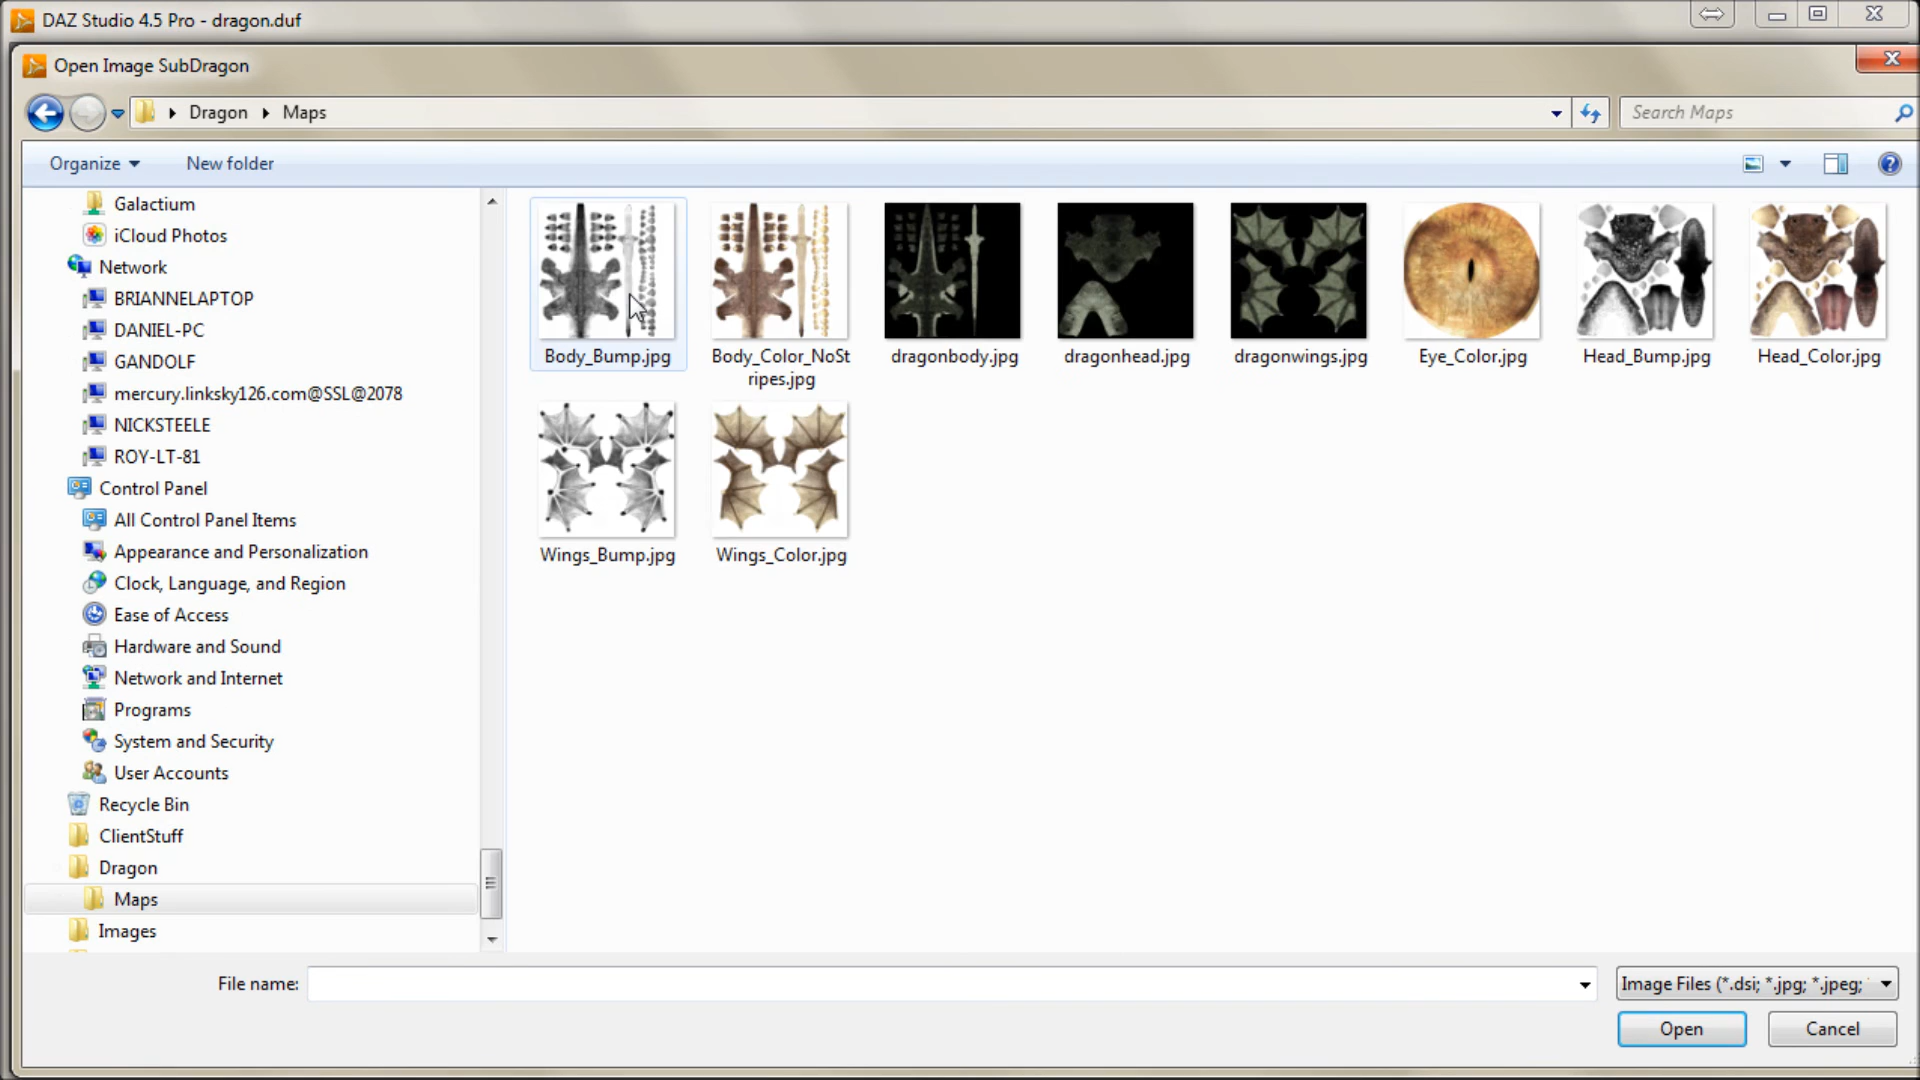 DAZ Studio 4.5 Pro - dragon.duf
Open Image SubDragon
Dragon
Maps
Search Maps
Organize
New folder
Galactium
iCloud Photos
Network
BRIANNELAPTOP
DANIEL-PC
GANDOLF
mercury.linksky126.com@SSL@2078
NICKSTEELE
ROY-LT-81
Control Panel
All Control Panel Items
Appearance and Personalization
Clock, Language, and Region
Ease of Access
Hardware and Sound
Network and Internet
Programs
System and Security
User Accounts
Recycle Bin
ClientStuff
Dragon
Maps
Images
Body_Bump.jpg
Body_Color_NoSt
ripes.jpg
dragonbody.jpg
dragonhead.jpg
dragonwings.jpg
Eye_Color.jpg
Head_Bump.jpg
Head_Color.jpg
Wings_Bump.jpg
Wings_Color.jpg
File name:
Image Files (*.dsi; *.jpg; *.jpeg;
Open
Cancel